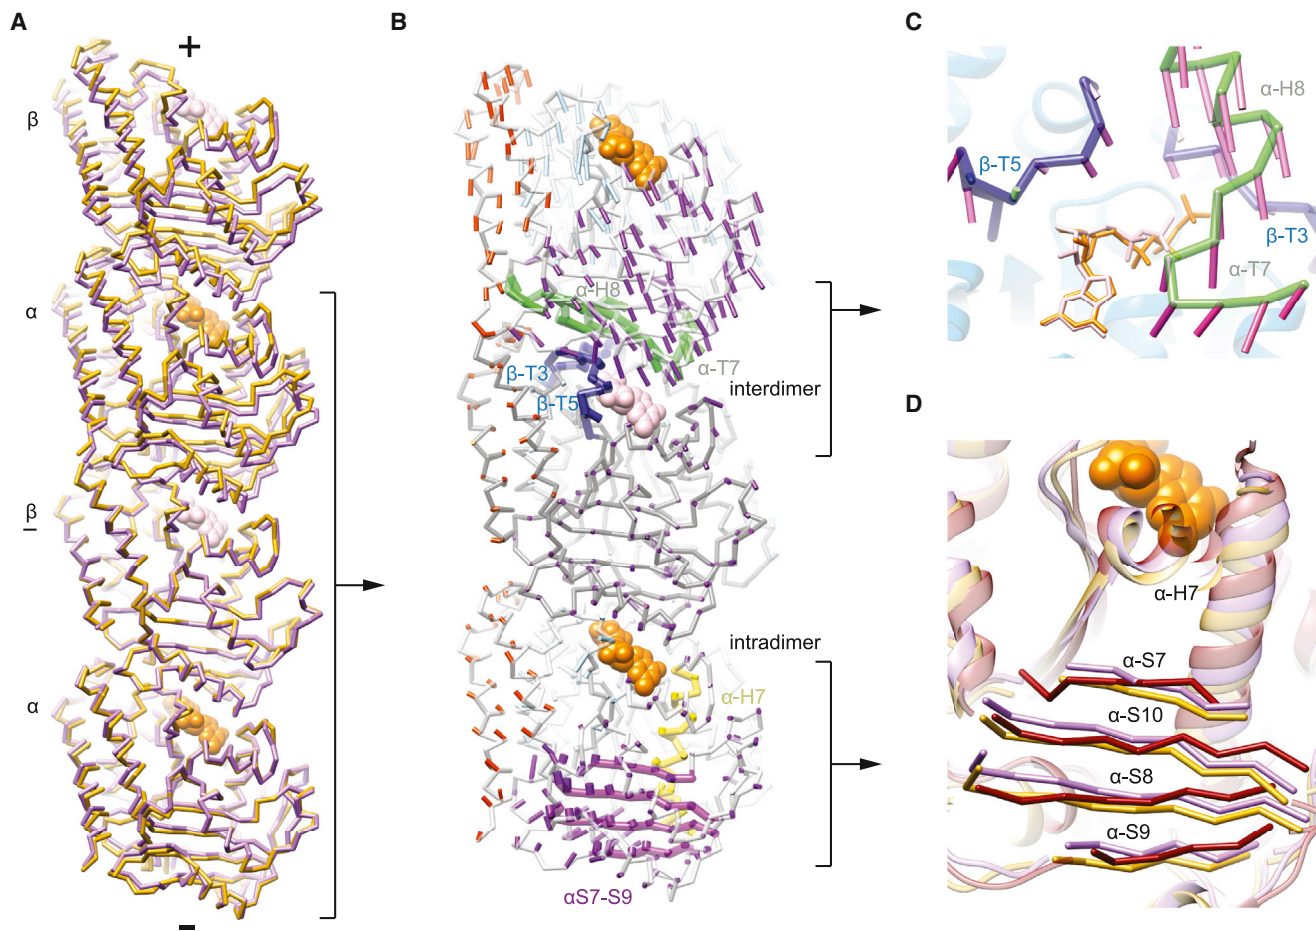 A
+
β
α
β
–
α
–
B
α-H8
β-T3
α-T7
β-T5
interdimer
intradimer
α-H7
αS7-S9
C
α-H8
β-T5
β-T3
α-T7
D
α-H7
α-S7
α-S10
α-S8
α-S9